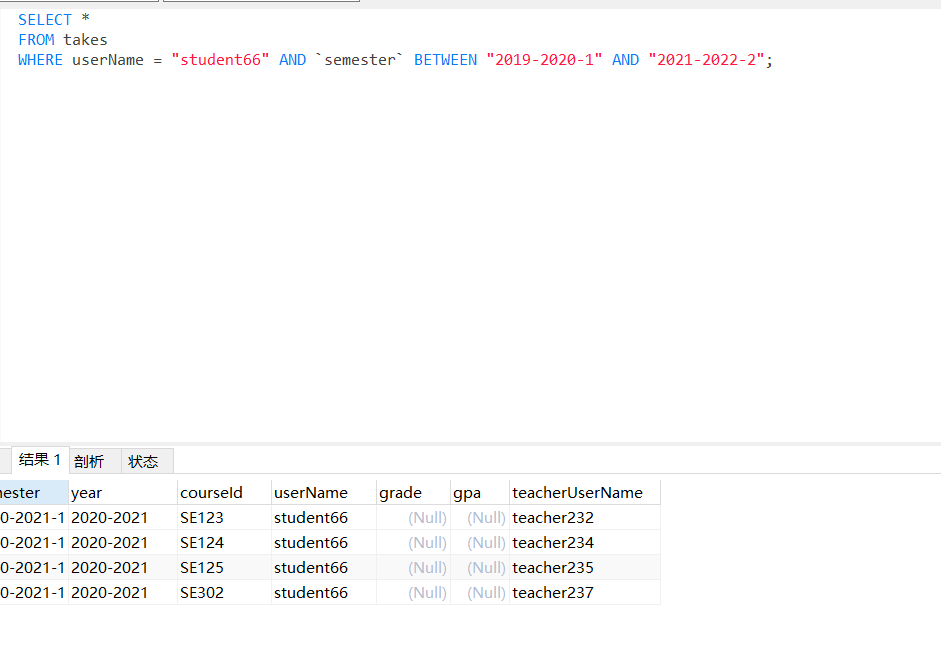 SELECT *
FROM takes
WHERE userName = "student66" AND `semester` BETWEEN "2019-2020-1" AND "2021-2022-2";
结果 1 剖析 状态
ester year courseId userName grade gpa teacherUserName
0-2021-1 2020-2021 SE123 student66 (Null) (Null) teacher232
0-2021-1 2020-2021 SE124 student66 (Null) (Null) teacher234
0-2021-1 2020-2021 SE125 student66 (Null) (Null) teacher235
0-2021-1 2020-2021 SE302 student66 (Null) (Null) teacher237